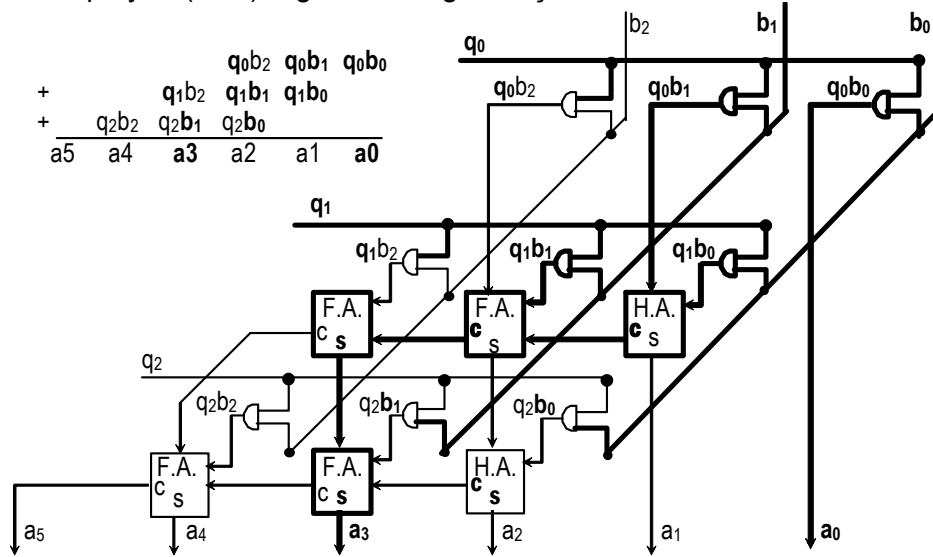 b2 b1 b0
q0
q0b2 q0b1 q0b0
+ q1b2 q1b1 q1b0
+ q2b2 q2b1 q2b0
a5 a4 a3 a2 a1 a0
q0b2 q0b1 q0b0
q1
q1b2 q1b1 q1b0
F.A. F.A. H.A.
c s c s c s
q2
q2b2 q2b1 q2b0
F.A. F.A. H.A.
c s c s c s
a5 a4 a3 a2 a1 a0